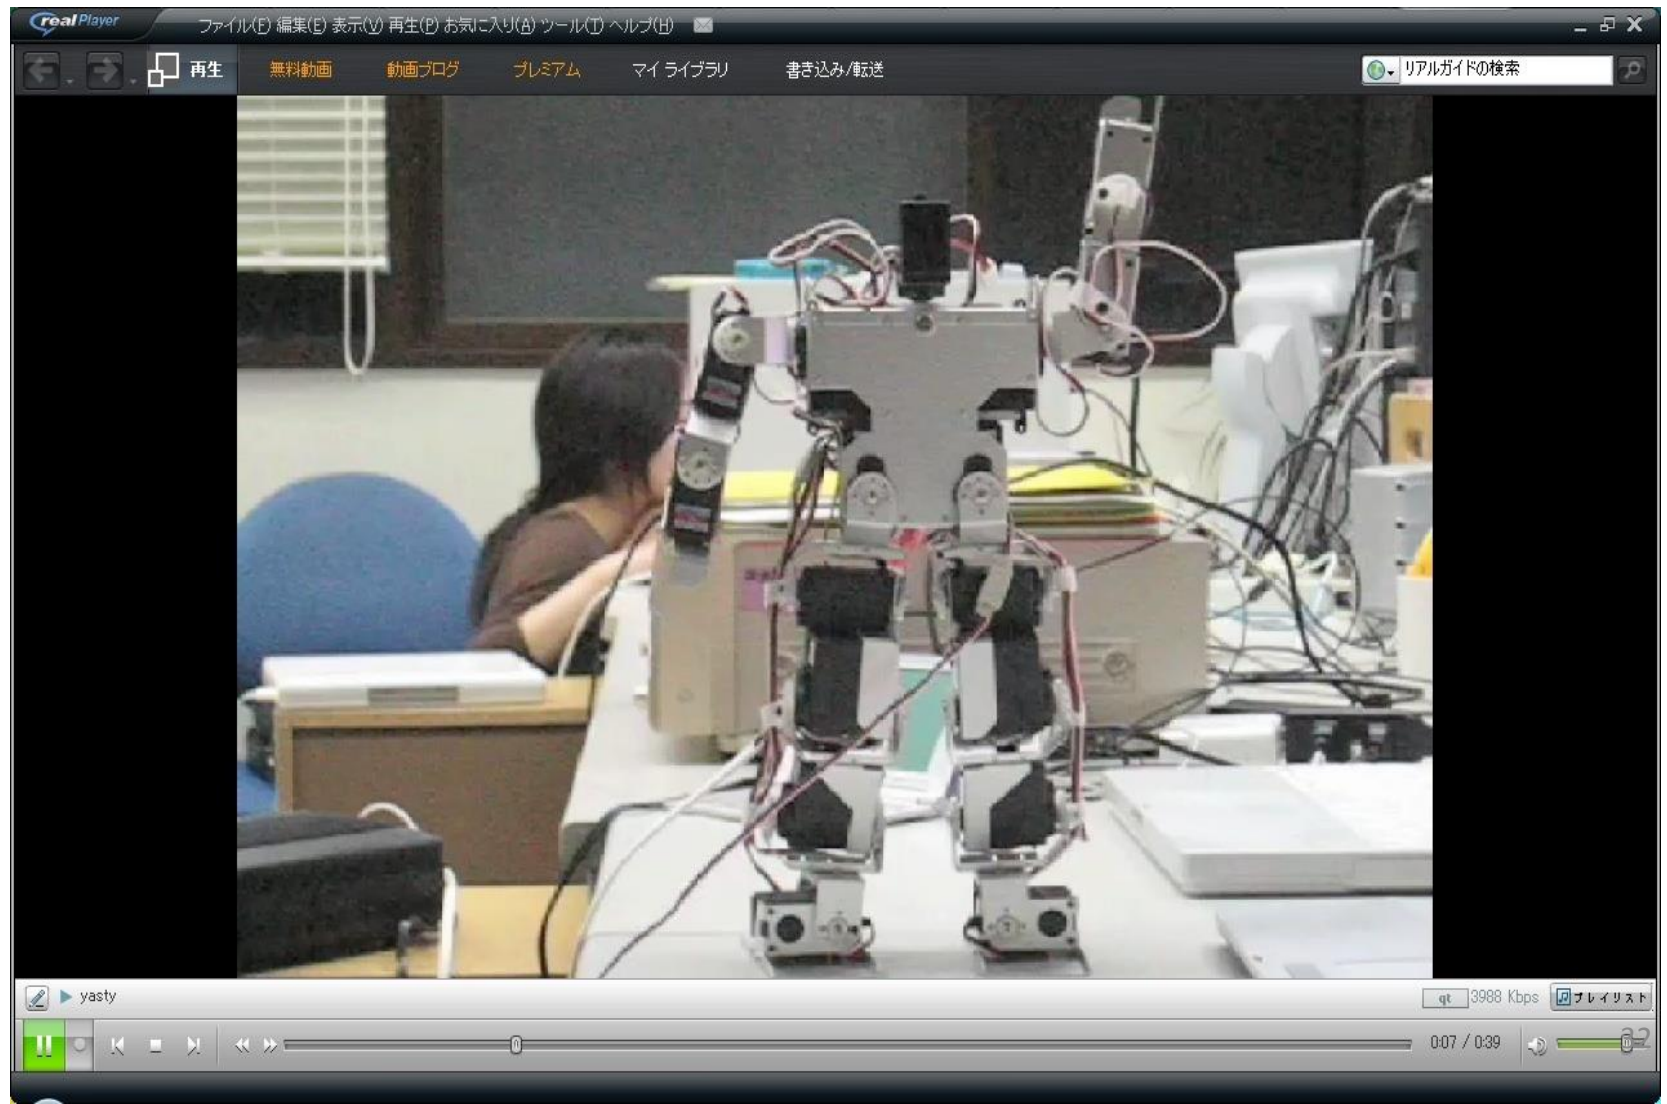 real Player
ファイル(F) 編集(E) 表示(V) 再生(P) お気に入り(A) ツール(T) ヘルプ(H)
再生 無料動画 動画ブログ プレミアム マイ ライブラリ 書き込み/転送 リアルガイドの検索
yasty qt 3988 Kbps プレイリスト
0:07 / 0:39